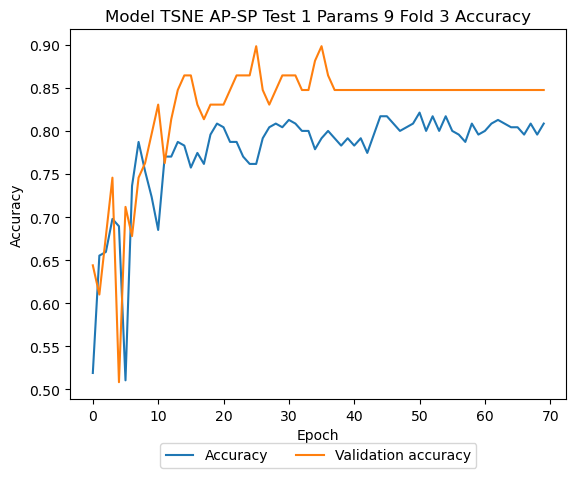 Model TSNE AP-SP Test 1 Params 9 Fold 3 Accuracy
0.90
0.85
0.80
0.75
0.70
0.65
0.60
0.55
0.50
Accuracy
0 10 20 30 40 50 60 70
Epoch
Accuracy Validation accuracy